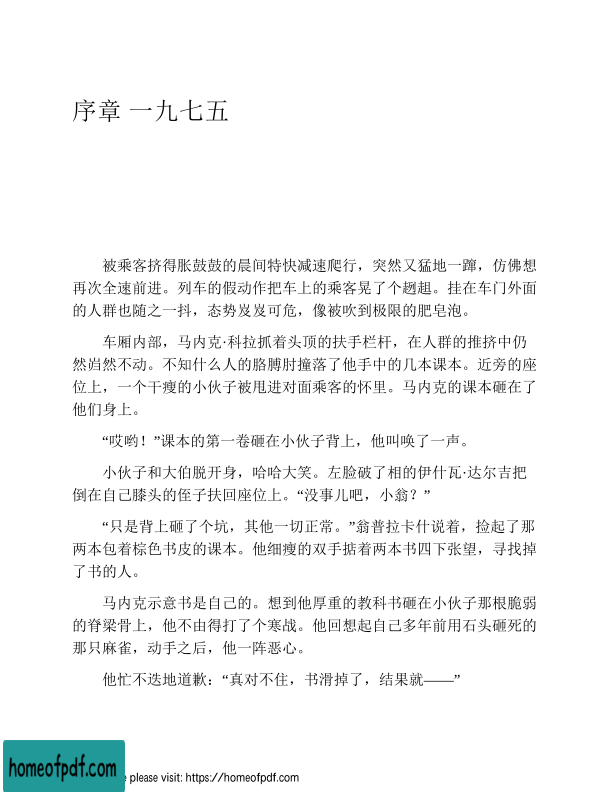 序章 一九七五
被乘客挤得胀鼓鼓的晨间特快减速爬行，突然又猛地一蹿，仿佛想
再次全速前进。列车的假动作把车上的乘客晃了个趔趄。挂在车门外面
的人群也随之一抖，态势岌岌可危，像被吹到极限的肥皂泡。
车厢内部，马内克·科拉抓着头顶的扶手栏杆，在人群的推挤中仍
然岿然不动。不知什么人的胳膊肘撞落了他手中的几本课本。近旁的座
位上，一个干瘦的小伙子被甩进对面乘客的怀里。马内克的课本砸在了
他们身上。
“哎哟！”课本的第一卷砸在小伙子背上，他叫唤了一声。
小伙子和大伯脱开身，哈哈大笑。左脸破了相的伊什瓦·达尔吉把
倒在自己膝头的侄子扶回座位上。“没事儿吧，小翁？”
“只是背上砸了个坑，其他一切正常。”翁普拉卡什说着，捡起了那
两本包着棕色书皮的课本。他细瘦的双手掂着两本书四下张望，寻找掉
了书的人。
马内克示意书是自己的。想到他厚重的教科书砸在小伙子那根脆弱
的脊梁骨上，他不由得打了个寒战。他回想起自己多年前用石头砸死的
那只麻雀，动手之后，他一阵恶心。
他忙不迭地道歉：“真对不住，书滑掉了，结果就——”
homeofpdf.com
e please visit: https://homeofpdf.com